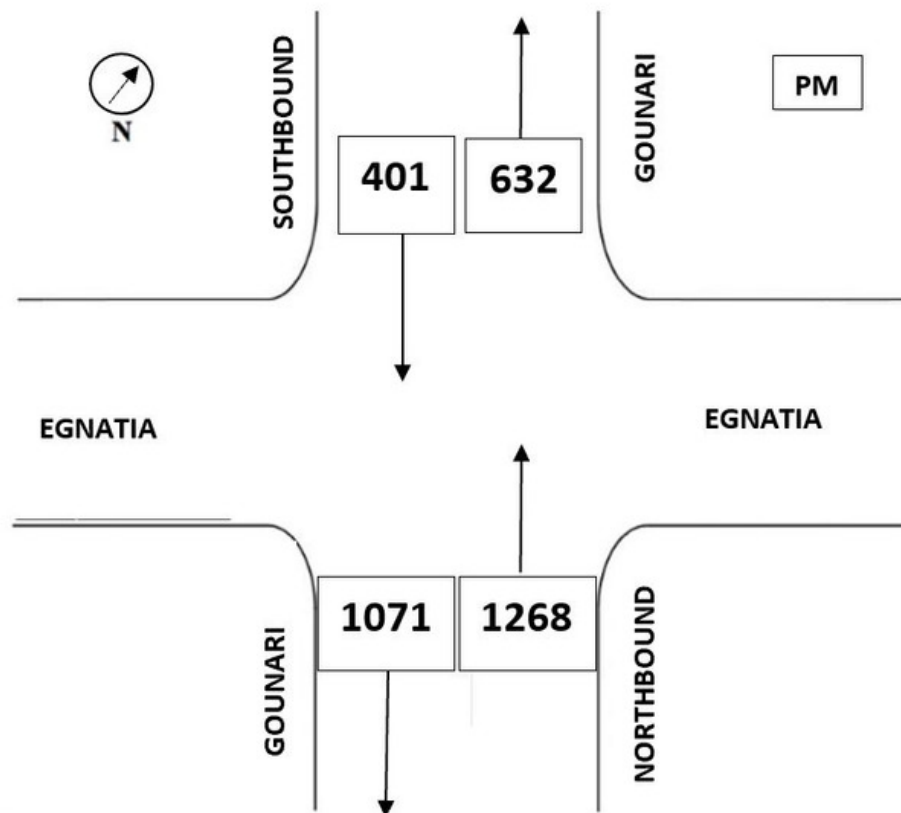 SOUTHBOUND
GOUNARI
PM
N
401
632
EGNATIA
EGNATIA
1071
1268
GOUNARI
NORTHBOUND